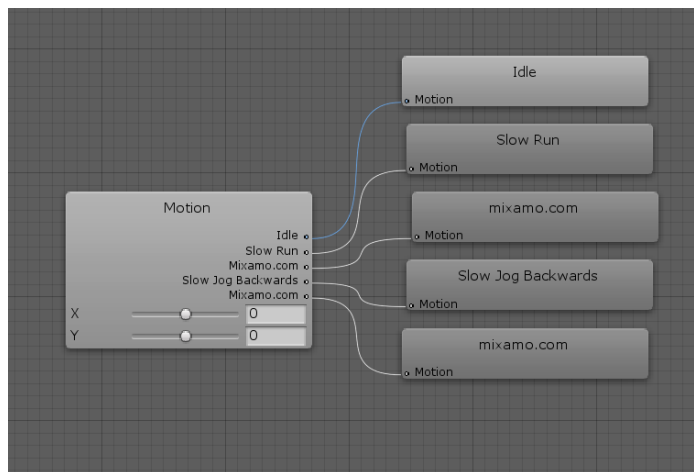 Motion
Idle
Slow Run
Mixamo.com
Slow Jog Backwards
Mixamo.com
X 0
Y 0
Idle
Motion
Slow Run
Motion
mixamo.com
Motion
Slow Jog Backwards
Motion
mixamo.com
Motion